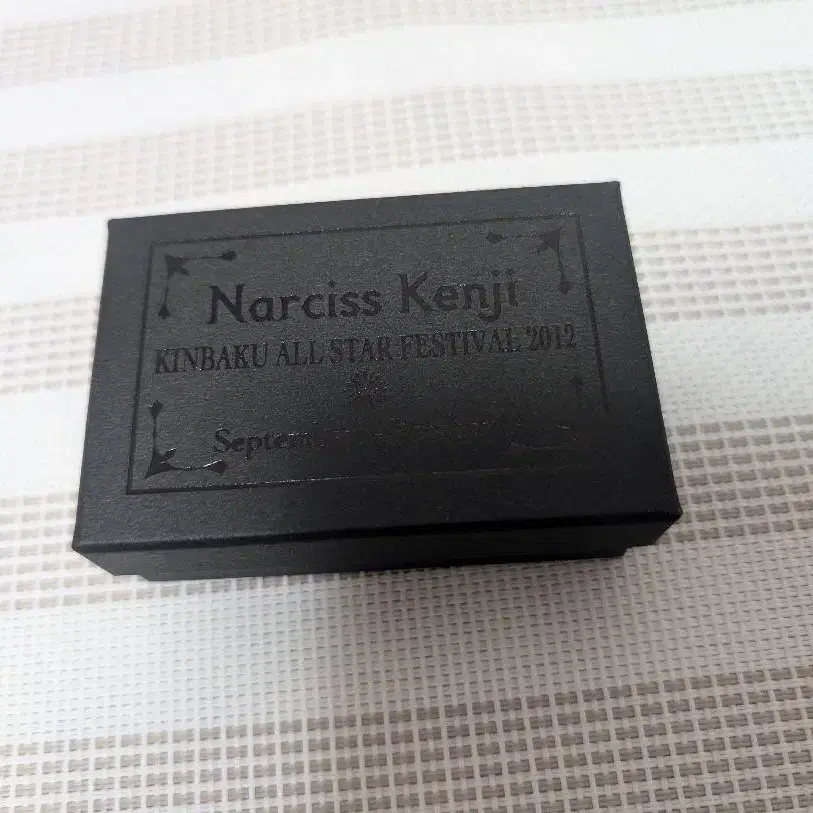 Narciss Kenji
KINBAKU ALL STAR FESTIVAL 2012